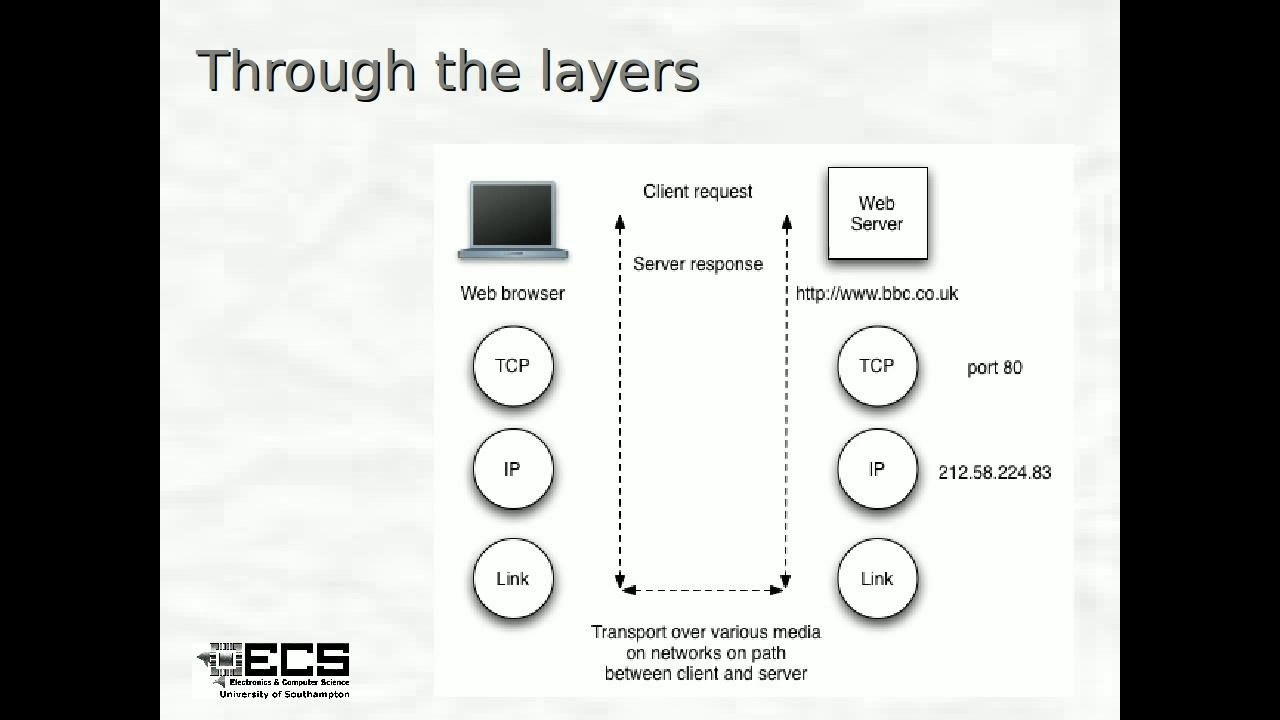 Through the layers
Client request
Web
Server
Server response
Web browser
http://www.bbc.co.uk
TCP
TCP
port 80
IP
IP
212.58.224.83
Link
Link
Transport over various media
on networks on path
between client and server
ECS
Electronics & Computer Science
University of Southampton